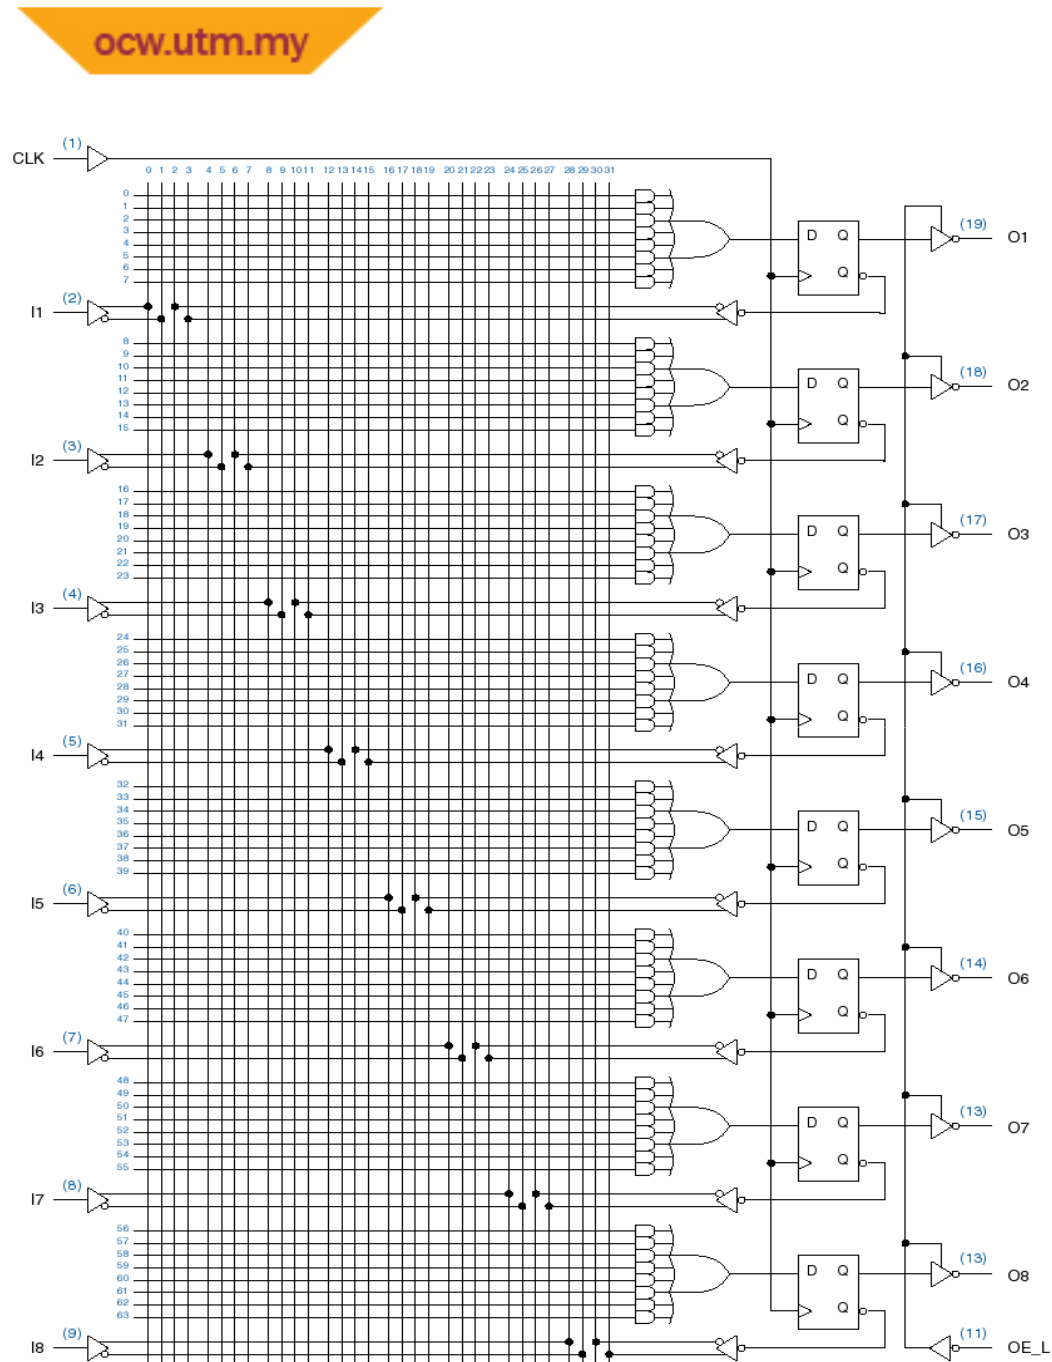 ocw.utm.my
CLK (1)
0 1 2 3 4 5 6 7 8 9 10 11 12 13 14 15 16 17 18 19 20 21 22 23 24 25 26 27 28 29 30 31
0
1
2 (19)
3 D Q O1
4
5
6 Q
7
I1 (2)
8
9
10 (18)
11 D Q O2
12
13
14 Q
15
I2 (3)
16
17
18 (17)
19 D Q O3
20
21
22 Q
23
I3 (4)
24
25
26 (16)
27 D Q O4
28
29
30 Q
31
I4 (5)
32
33
34 (15)
35 D Q O5
36
37
38 Q
39
I5 (6)
40
41
42 (14)
43 D Q O6
44
45
46 Q
47
I6 (7)
48
49
50 (13)
51 D Q O7
52
53
54 Q
55
I7 (8)
56
57
58 (13)
59 D Q O8
60
61
62 Q
63
I8 (9) (11) OE_L